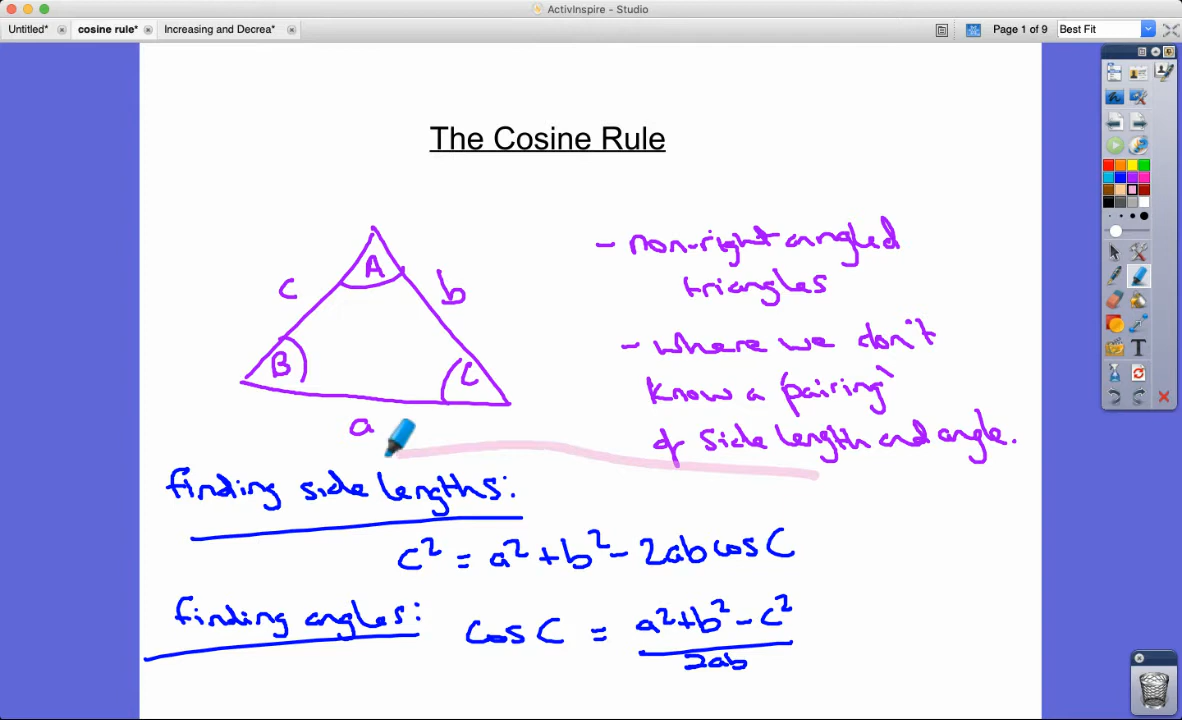 ActivInspire - Studio
Untitled*
cosine rule*
Increasing and Decrea*
Page 1 of 9
Best Fit
The Cosine Rule
A
c
b
B
C
a
- non-right angled
triangles
- where we don't
know a 'pairing'
of side length and angle.
finding side lengths:
c² = a² + b² - 2ab cos C
finding angles:
cos C = a² + b² - c²
2ab
T